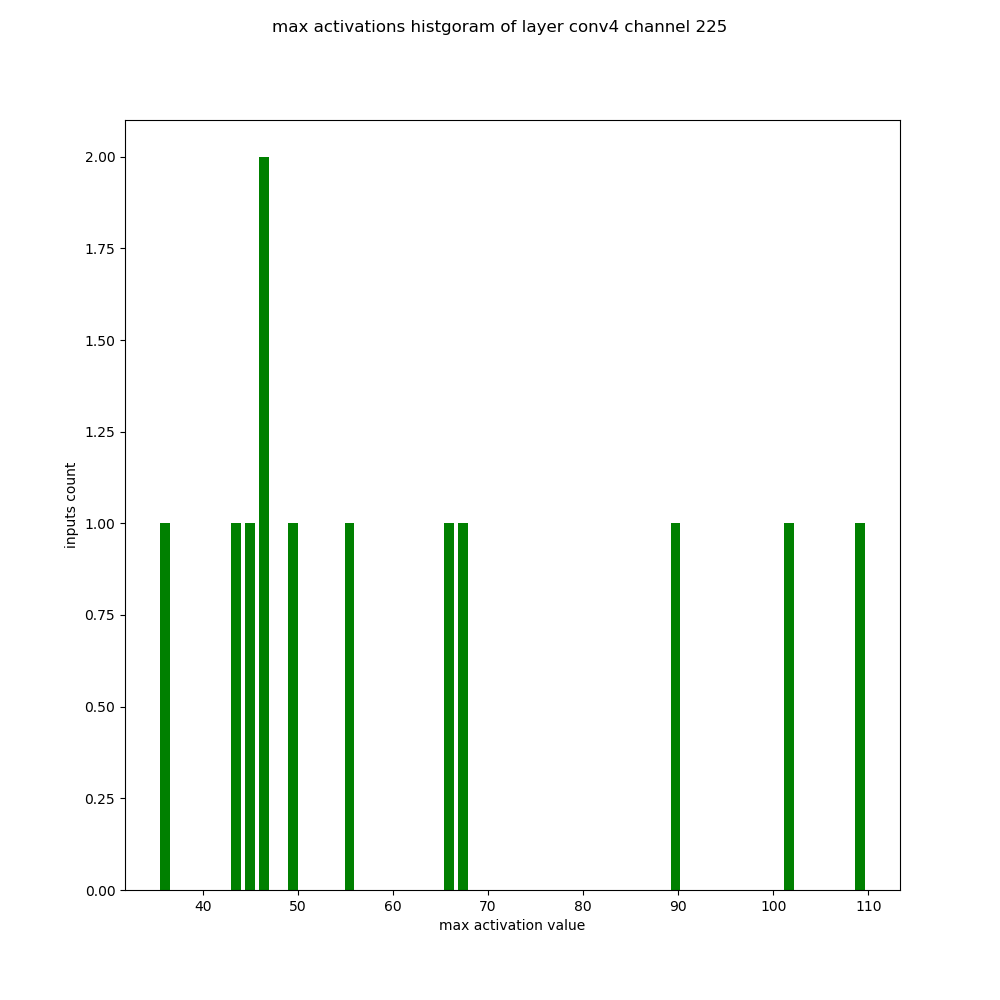 max activations histgoram of layer conv4 channel 225
2.00
1.75
1.50
1.25
1.00
0.75
0.50
0.25
0.00
inputs count
40 50 60 70 80 90 100 110
max activation value